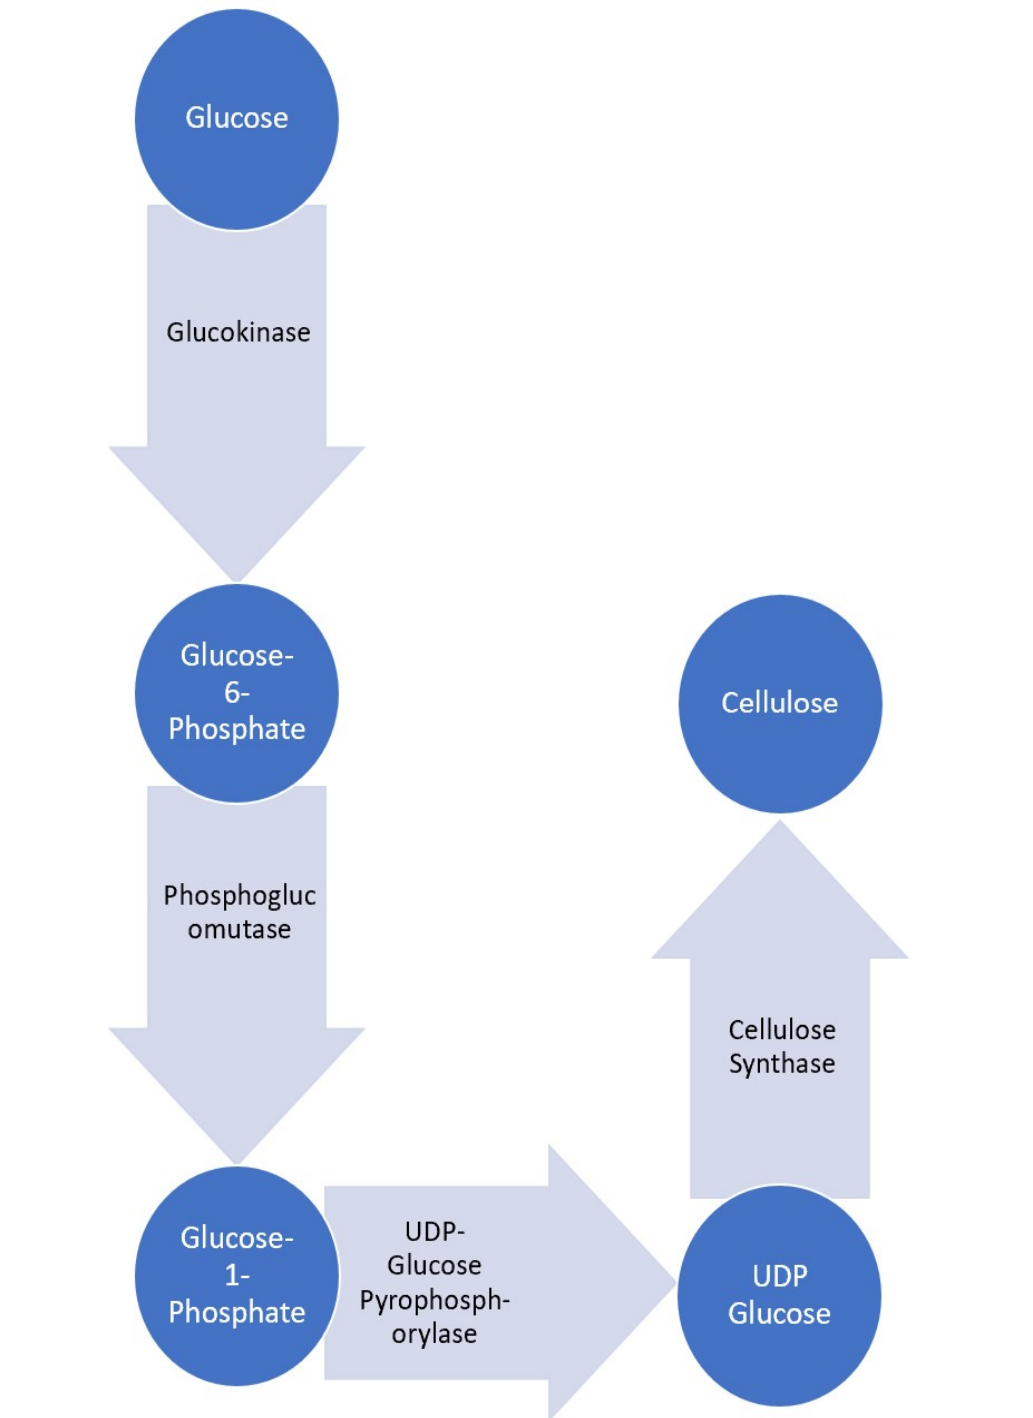 Glucose
Glucokinase
Glucose-
6-
Phosphate
Phosphogluc
omutase
Glucose-
1-
Phosphate
UDP-
Glucose
Pyrophosph-
orylase
UDP
Glucose
Cellulose
Synthase
Cellulose